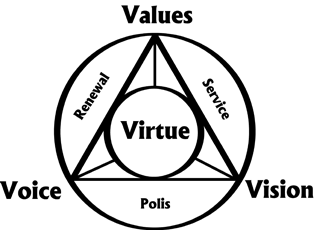 Values
Renewal
Service
Virtue
Voice
Vision
Polis